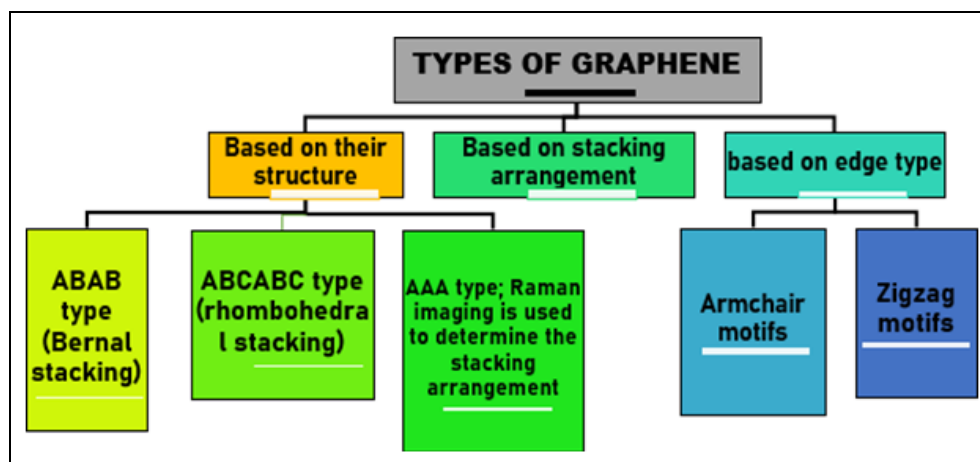 TYPES OF GRAPHENE
Based on their
structure
Based on stacking
arrangement
based on edge type
ABAB
type
(Bernal
stacking)
ABCABC type
(rhombohedra
l stacking)
AAA type; Raman
imaging is used
to determine the
stacking
arrangement
Armchair
motifs
Zigzag
motifs